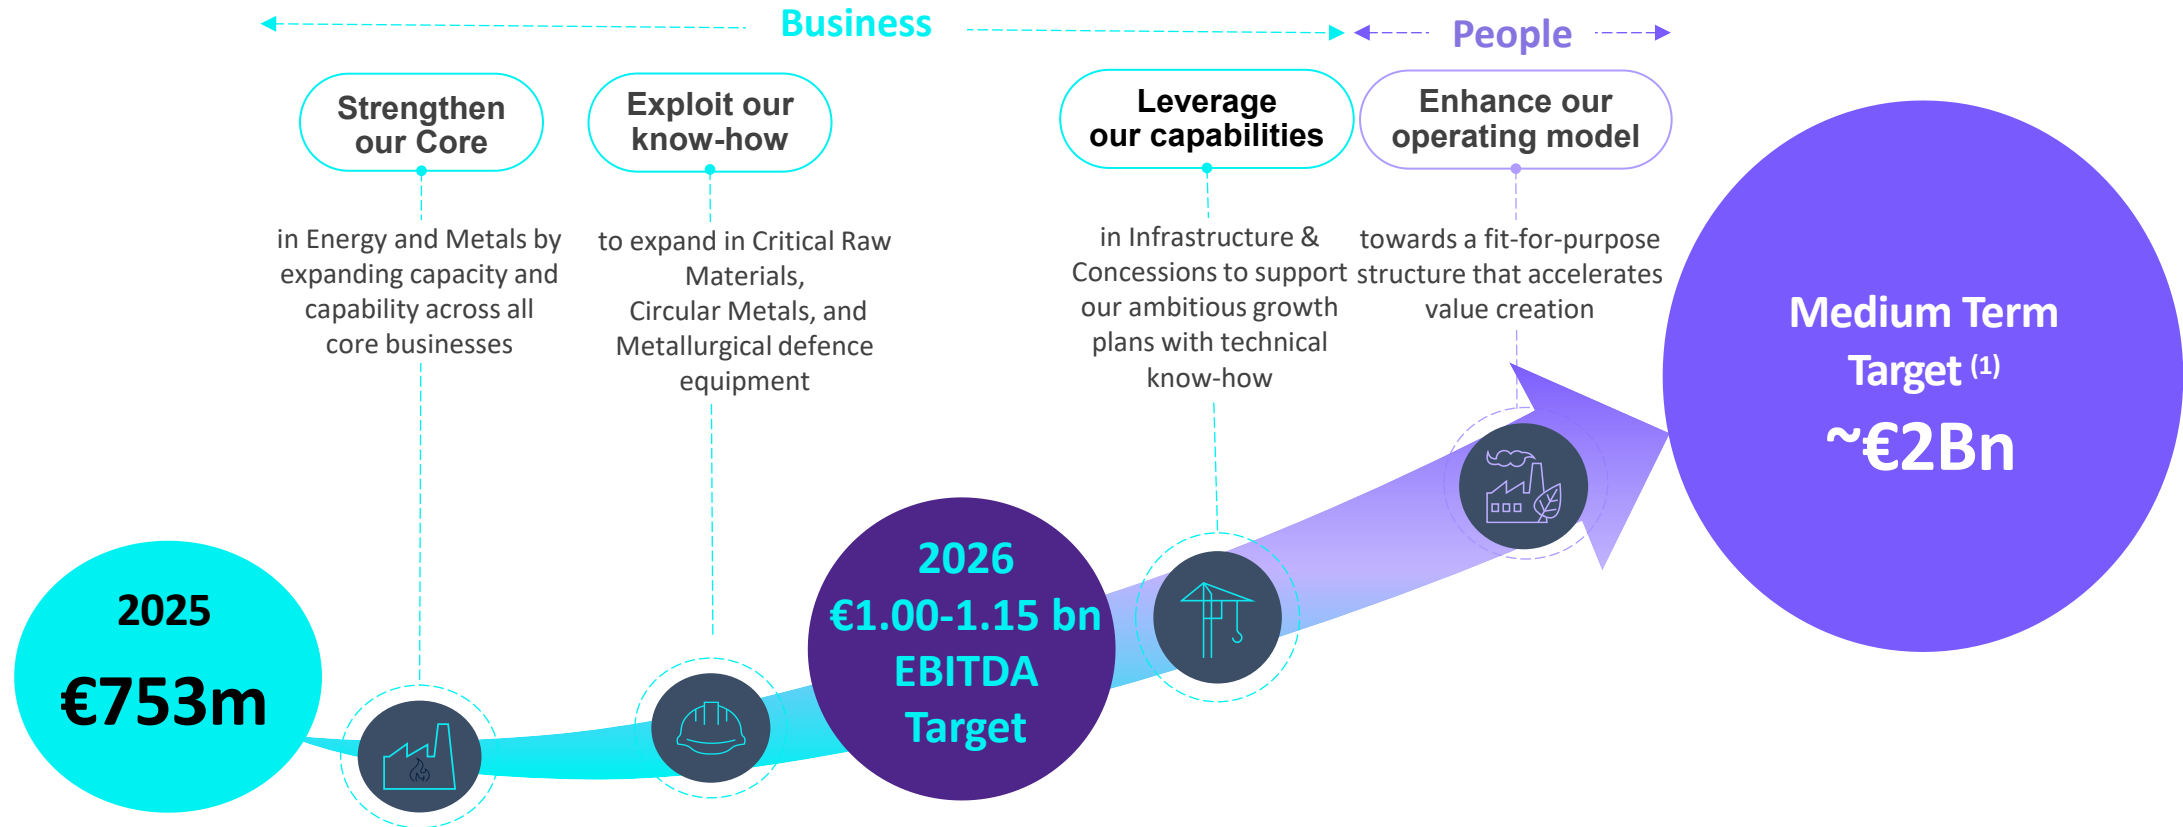 Business
People
Strengthen
our Core
in Energy and Metals by
expanding capacity and
capability across all
core businesses
Exploit our
know-how
to expand in Critical Raw
Materials,
Circular Metals, and
Metallurgical defence
equipment
Leverage
our capabilities
in Infrastructure &
Concessions to support
our ambitious growth
plans with technical
know-how
Enhance our
operating model
towards a fit-for-purpose
structure that accelerates
value creation
2025
€753m
2026
€1.00-1.15 bn
EBITDA
Target
Medium Term
Target (1)
~€2Bn